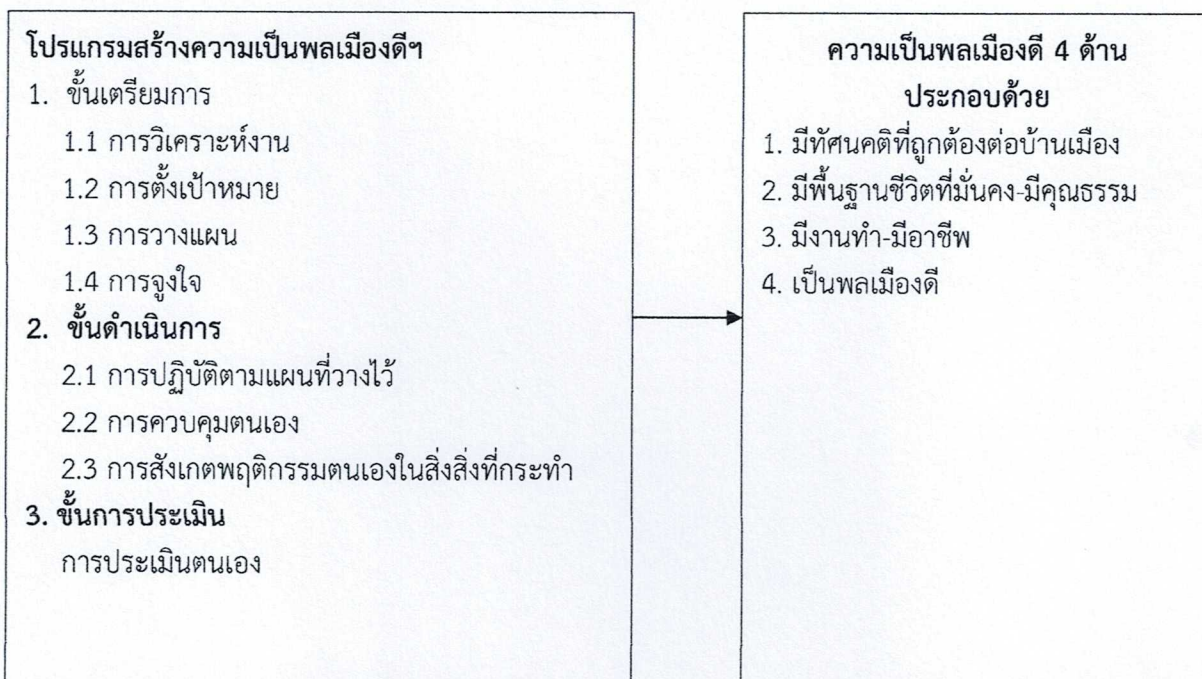 โปรแกรมสร้างความเป็นพลเมืองดีฯ
1. ขั้นเตรียมการ
1.1 การวิเคราะห์งาน
1.2 การตั้งเป้าหมาย
1.3 การวางแผน
1.4 การจูงใจ
2. ขั้นดำเนินการ
2.1 การปฏิบัติตามแผนที่วางไว้
2.2 การควบคุมตนเอง
2.3 การสังเกตพฤติกรรมตนเองในสิ่งสิ่งที่กระทำ
3. ขั้นการประเมิน
การประเมินตนเอง
ความเป็นพลเมืองดี 4 ด้าน
ประกอบด้วย
1. มีทัศนคติที่ถูกต้องต่อบ้านเมือง
2. มีพื้นฐานชีวิตที่มั่นคง-มีคุณธรรม
3. มีงานทำ-มีอาชีพ
4. เป็นพลเมืองดี